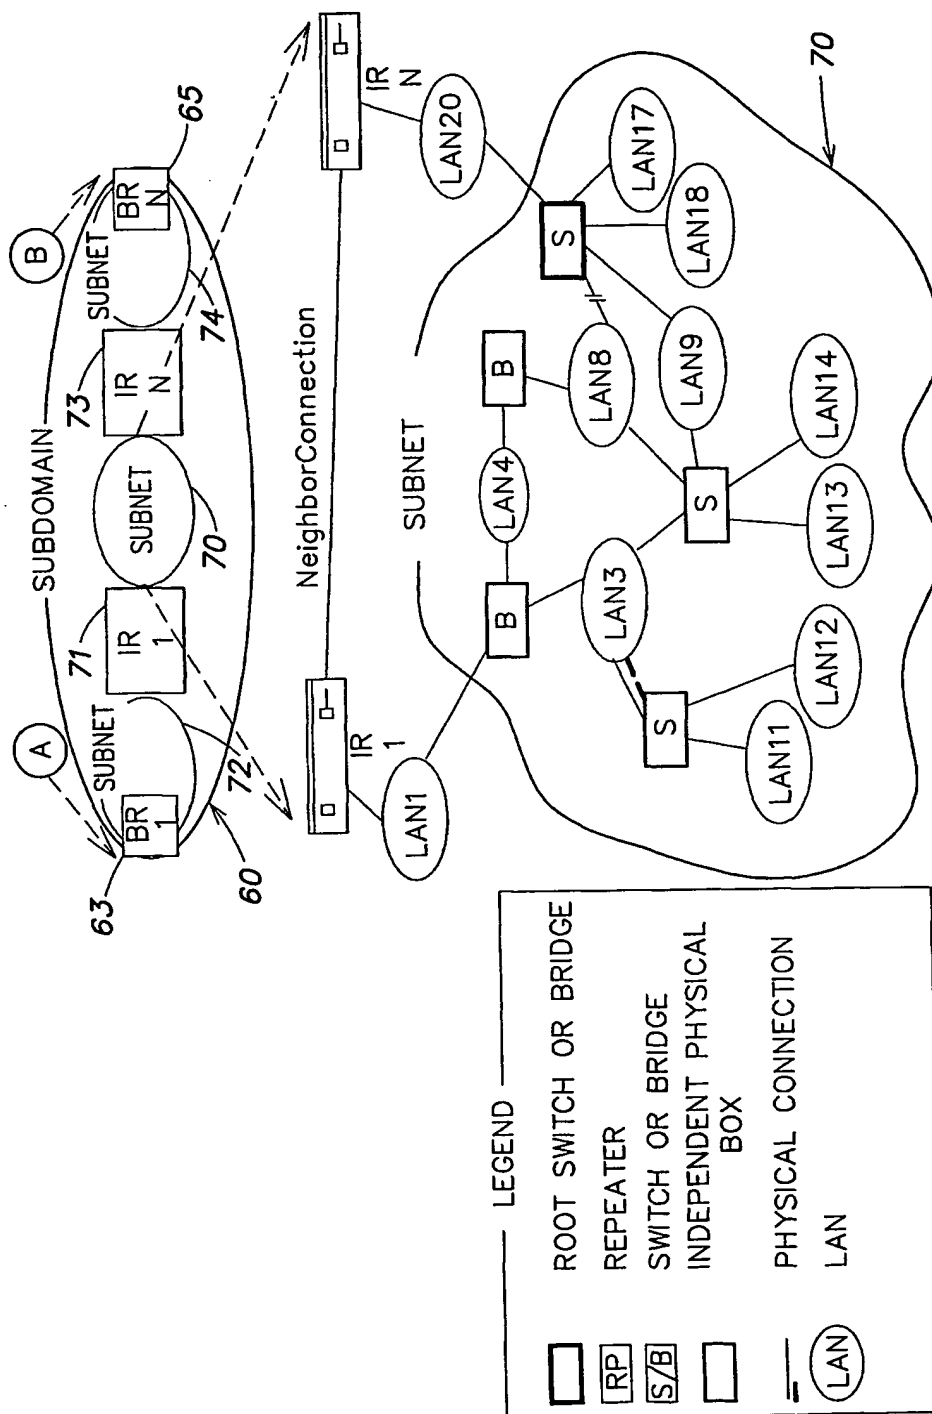 A
B
63
BR
1
SUBNET
72
60
SUBDOMAIN
71
IR
1
SUBNET
70
73
IR
N
SUBNET
74
BR
N
65
NeighborConnection
IR
1
IR
N
LAN1
LAN20
SUBNET
B
LAN4
B
LAN8
S
LAN17
LAN18
LAN9
LAN3
S
LAN14
LAN13
S
LAN12
LAN11
70
LEGEND
ROOT SWITCH OR BRIDGE
RP
REPEATER
S/B
SWITCH OR BRIDGE
INDEPENDENT PHYSICAL
BOX
PHYSICAL CONNECTION
LAN
LAN